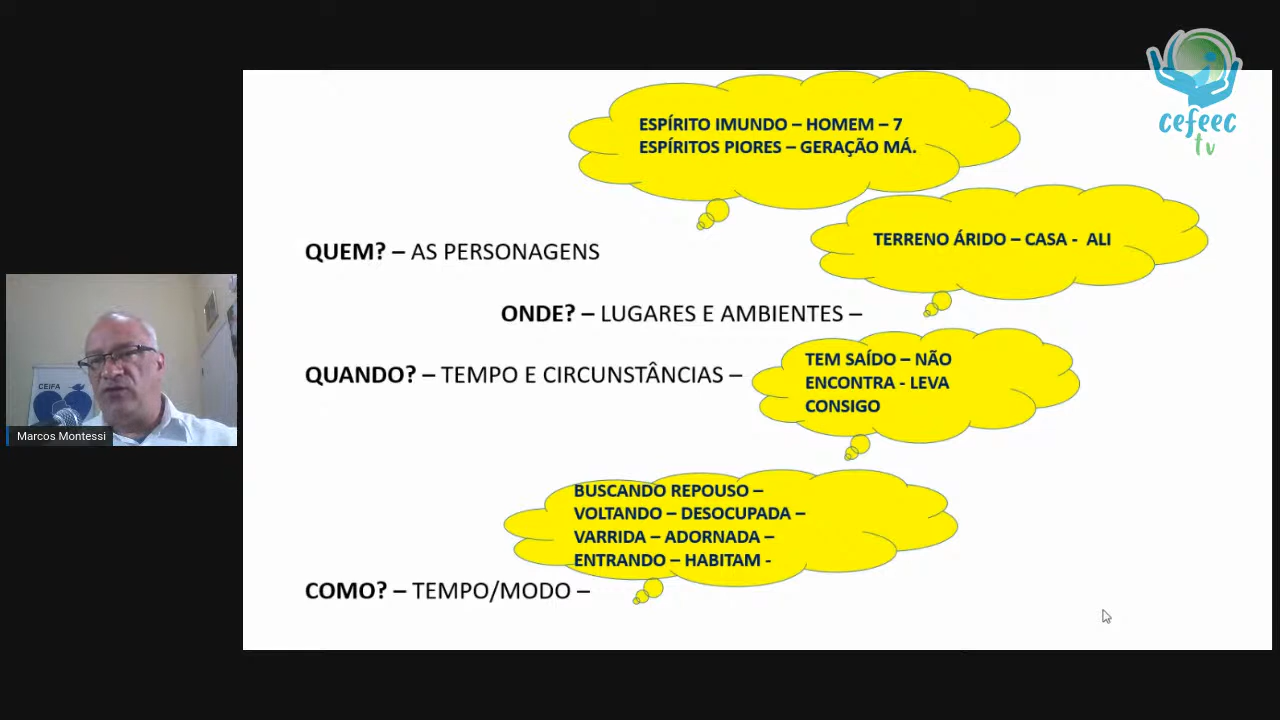 cefeec
tv
ESPÍRITO IMUNDO – HOMEM – 7
ESPÍRITOS PIORES – GERAÇÃO MÁ.
TERRENO ÁRIDO – CASA - ALI
QUEM? – AS PERSONAGENS
ONDE? – LUGARES E AMBIENTES –
TEM SAÍDO – NÃO
ENCONTRA - LEVA
CONSIGO
QUANDO? – TEMPO E CIRCUNSTÂNCIAS –
CEIFA
Marcos Montessi
BUSCANDO REPOUSO –
VOLTANDO – DESOCUPADA –
VARRIDA – ADORNADA –
ENTRANDO – HABITAM -
COMO? – TEMPO/MODO –